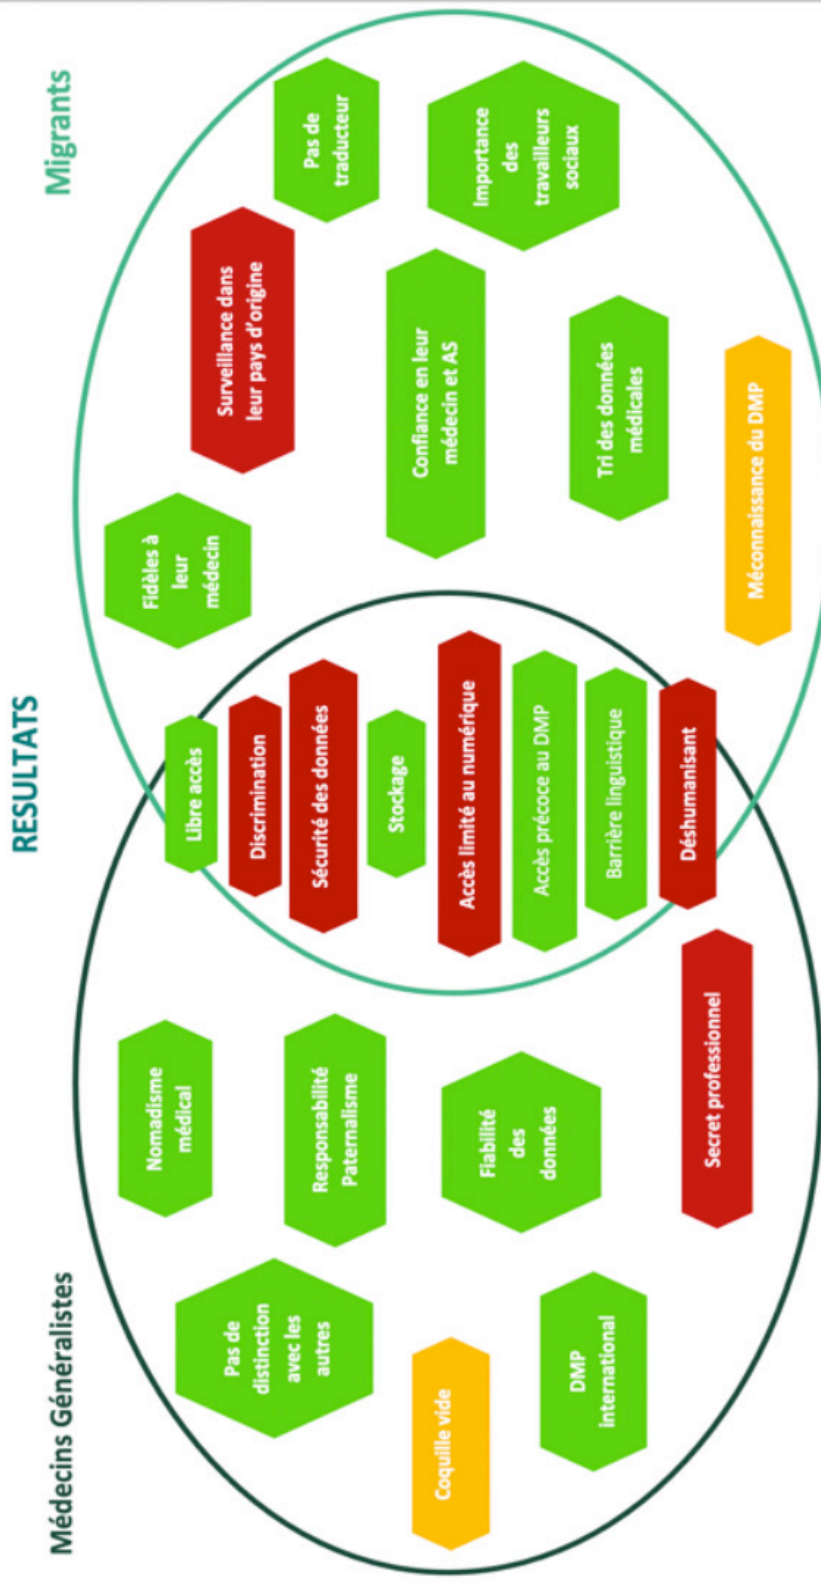 RESULTATS
Médecins Généralistes
Migrants
Pas de
distinction
avec les
autres
Nomadisme
médical
Responsabilité
Paternalisme
Coquille vide
Fiabilité
des
données
DMP
international
Secret professionnel
Libre accès
Discrimination
Sécurité des données
Stockage
Accès limité au numérique
Accès précoce au DMP
Barrière linguistique
Déshumanisant
Fidèles à
leur
médecin
Surveillance dans
leur pays d'origine
Pas de
traducteur
Confiance en leur
médecin et AS
Importance
des
travailleurs
sociaux
Tri des données
médicales
Méconnaissance du DMP